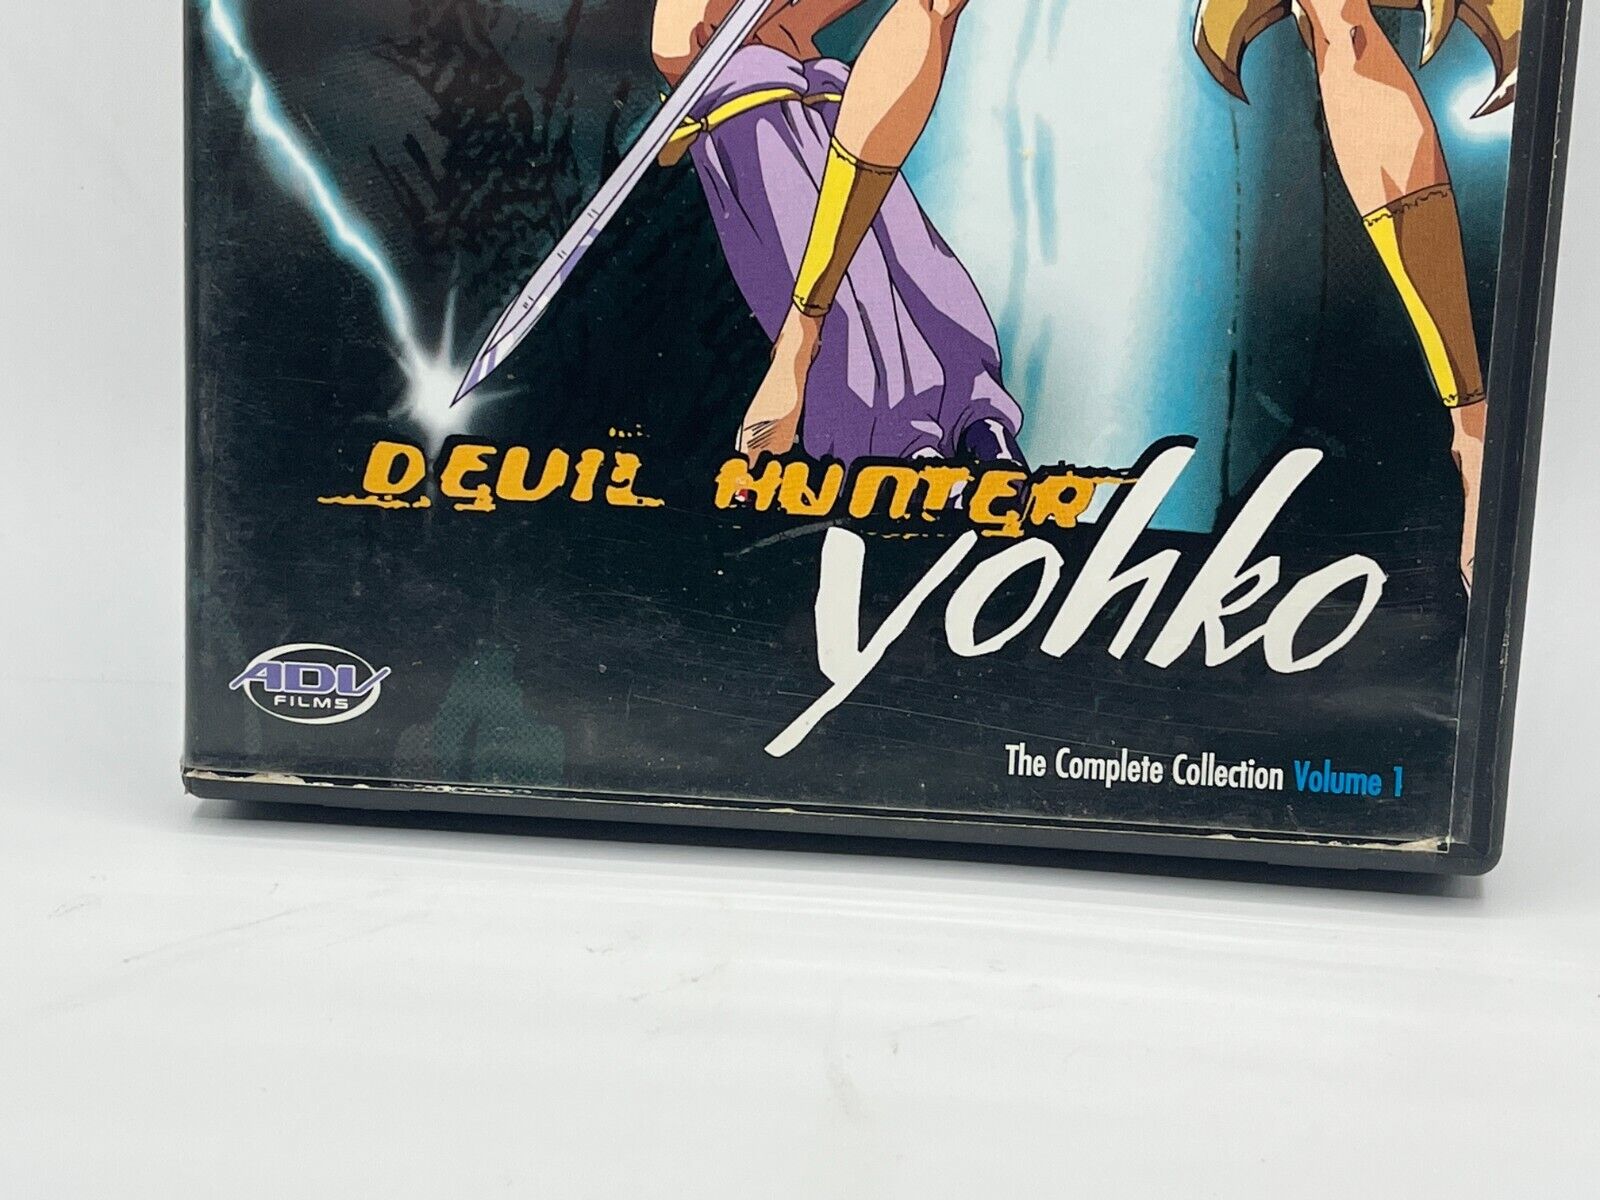 DEVIL HUNTER
yohko
ADV
FILMS
The Complete Collection Volume 1